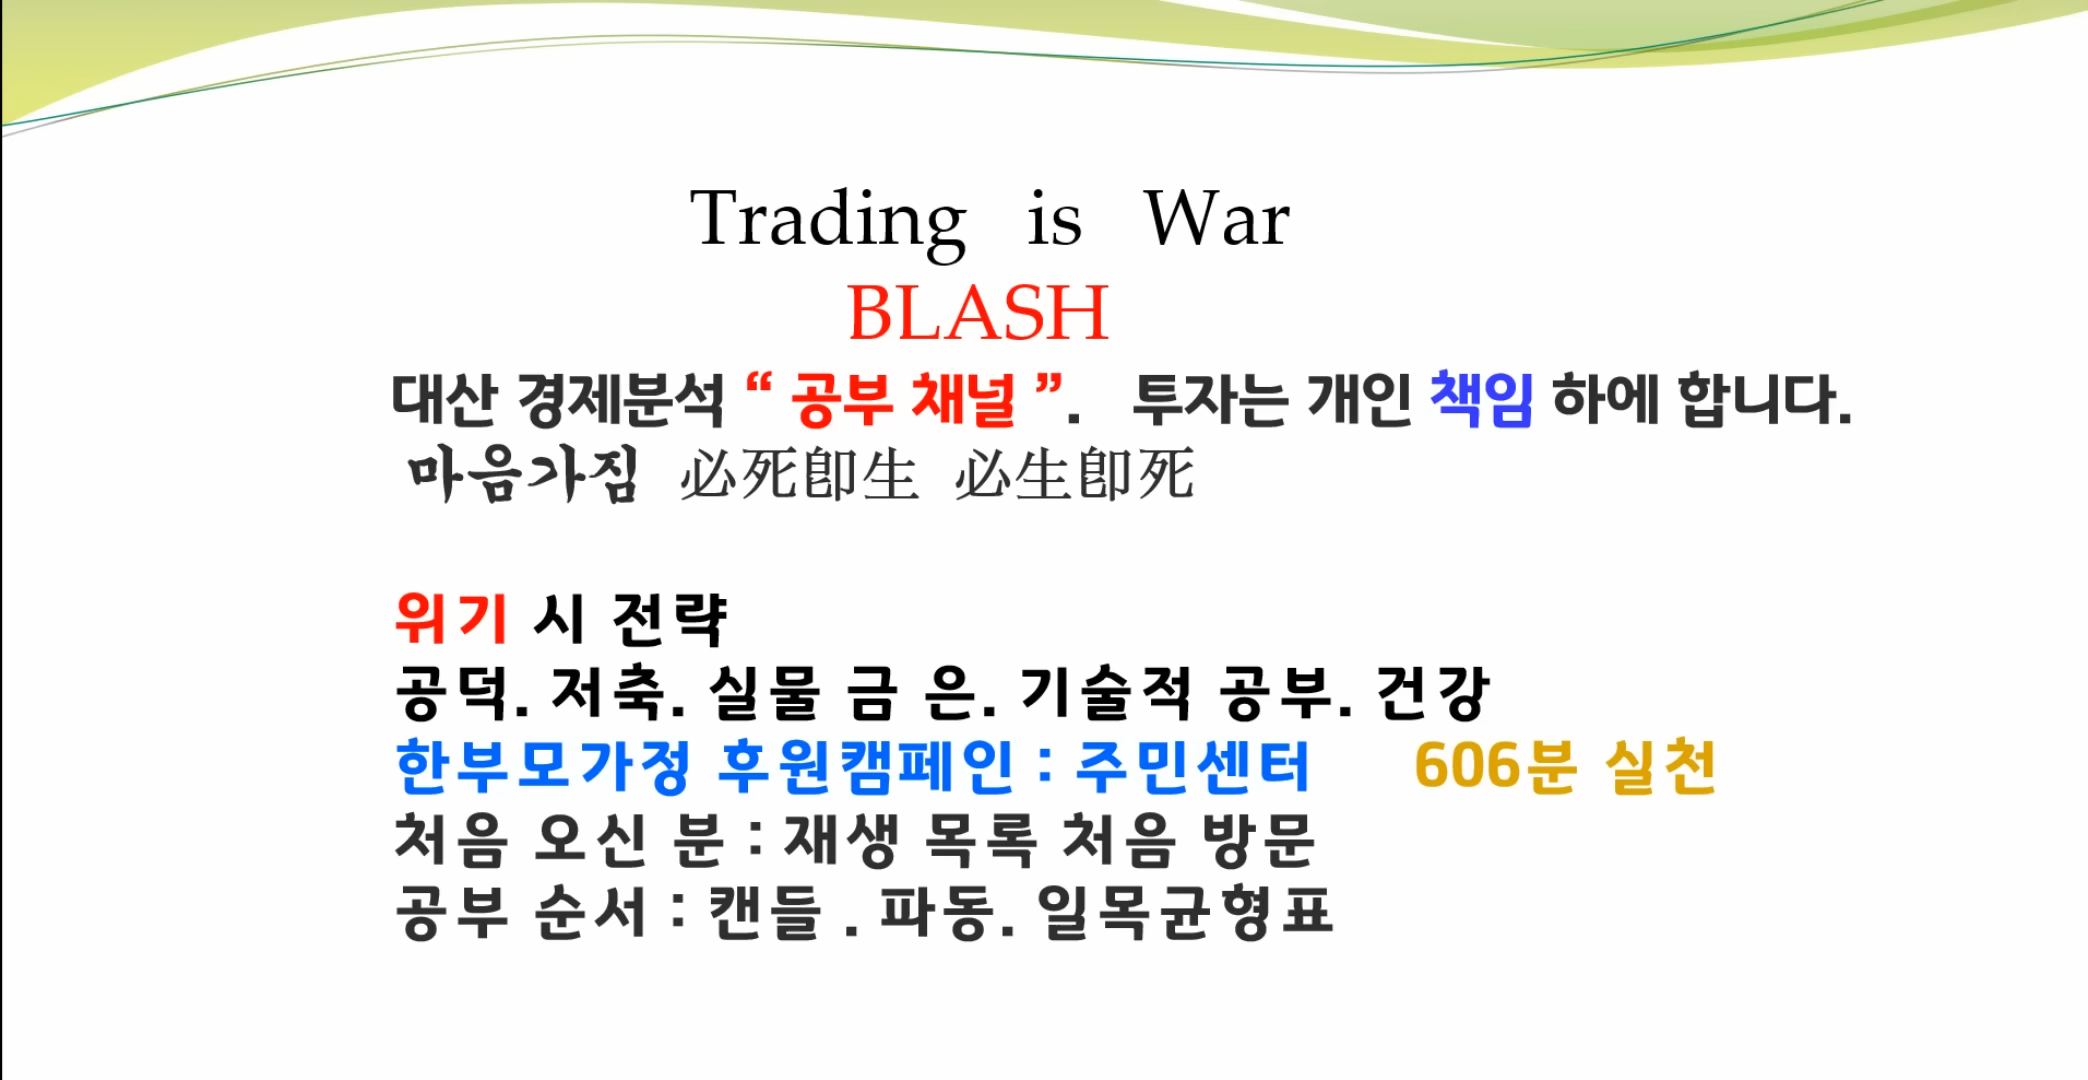 Trading is War
BLASH
대산 경제분석 “ 공부 채널 ”. 투자는 개인 책임 하에 합니다.
마음가짐 必死卽生 必生卽死
위기 시 전략
공덕. 저축. 실물 금 은. 기술적 공부. 건강
한부모가정 후원캠페인 : 주민센터 606분 실천
처음 오신 분 : 재생 목록 처음 방문
공부 순서 : 캔들 . 파동. 일목균형표